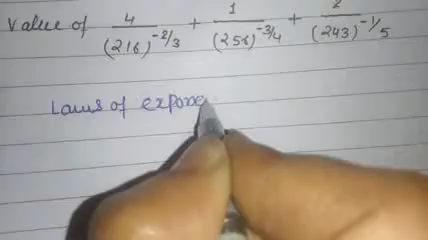 Value of 4/(216)^-2/3 + 1/(256)^-3/4 + 2/(243)^-1/5
Laws of expone